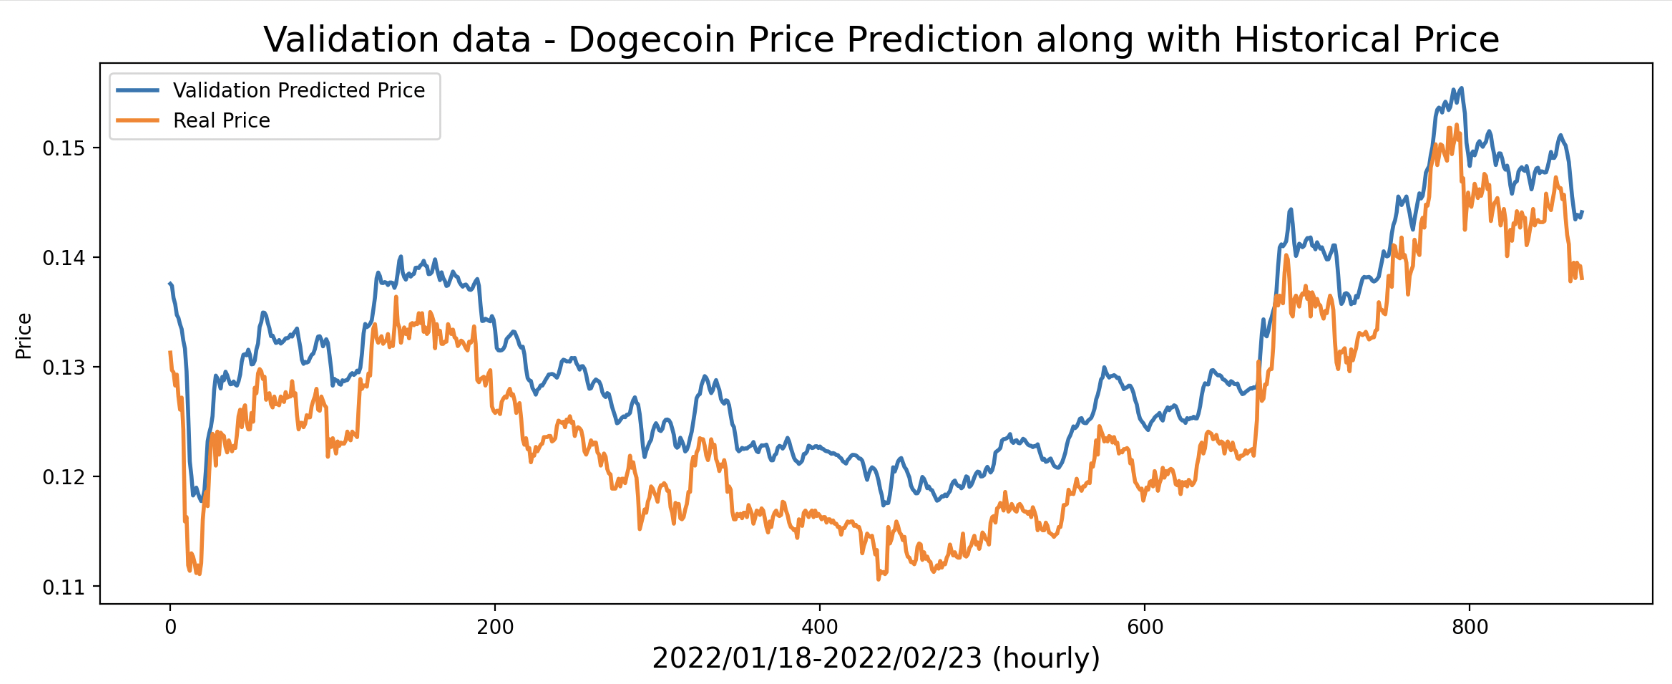 Validation data - Dogecoin Price Prediction along with Historical Price
Validation Predicted Price
Real Price
Price
0.15
0.14
0.13
0.12
0.11
0 200 400 600 800
2022/01/18-2022/02/23 (hourly)